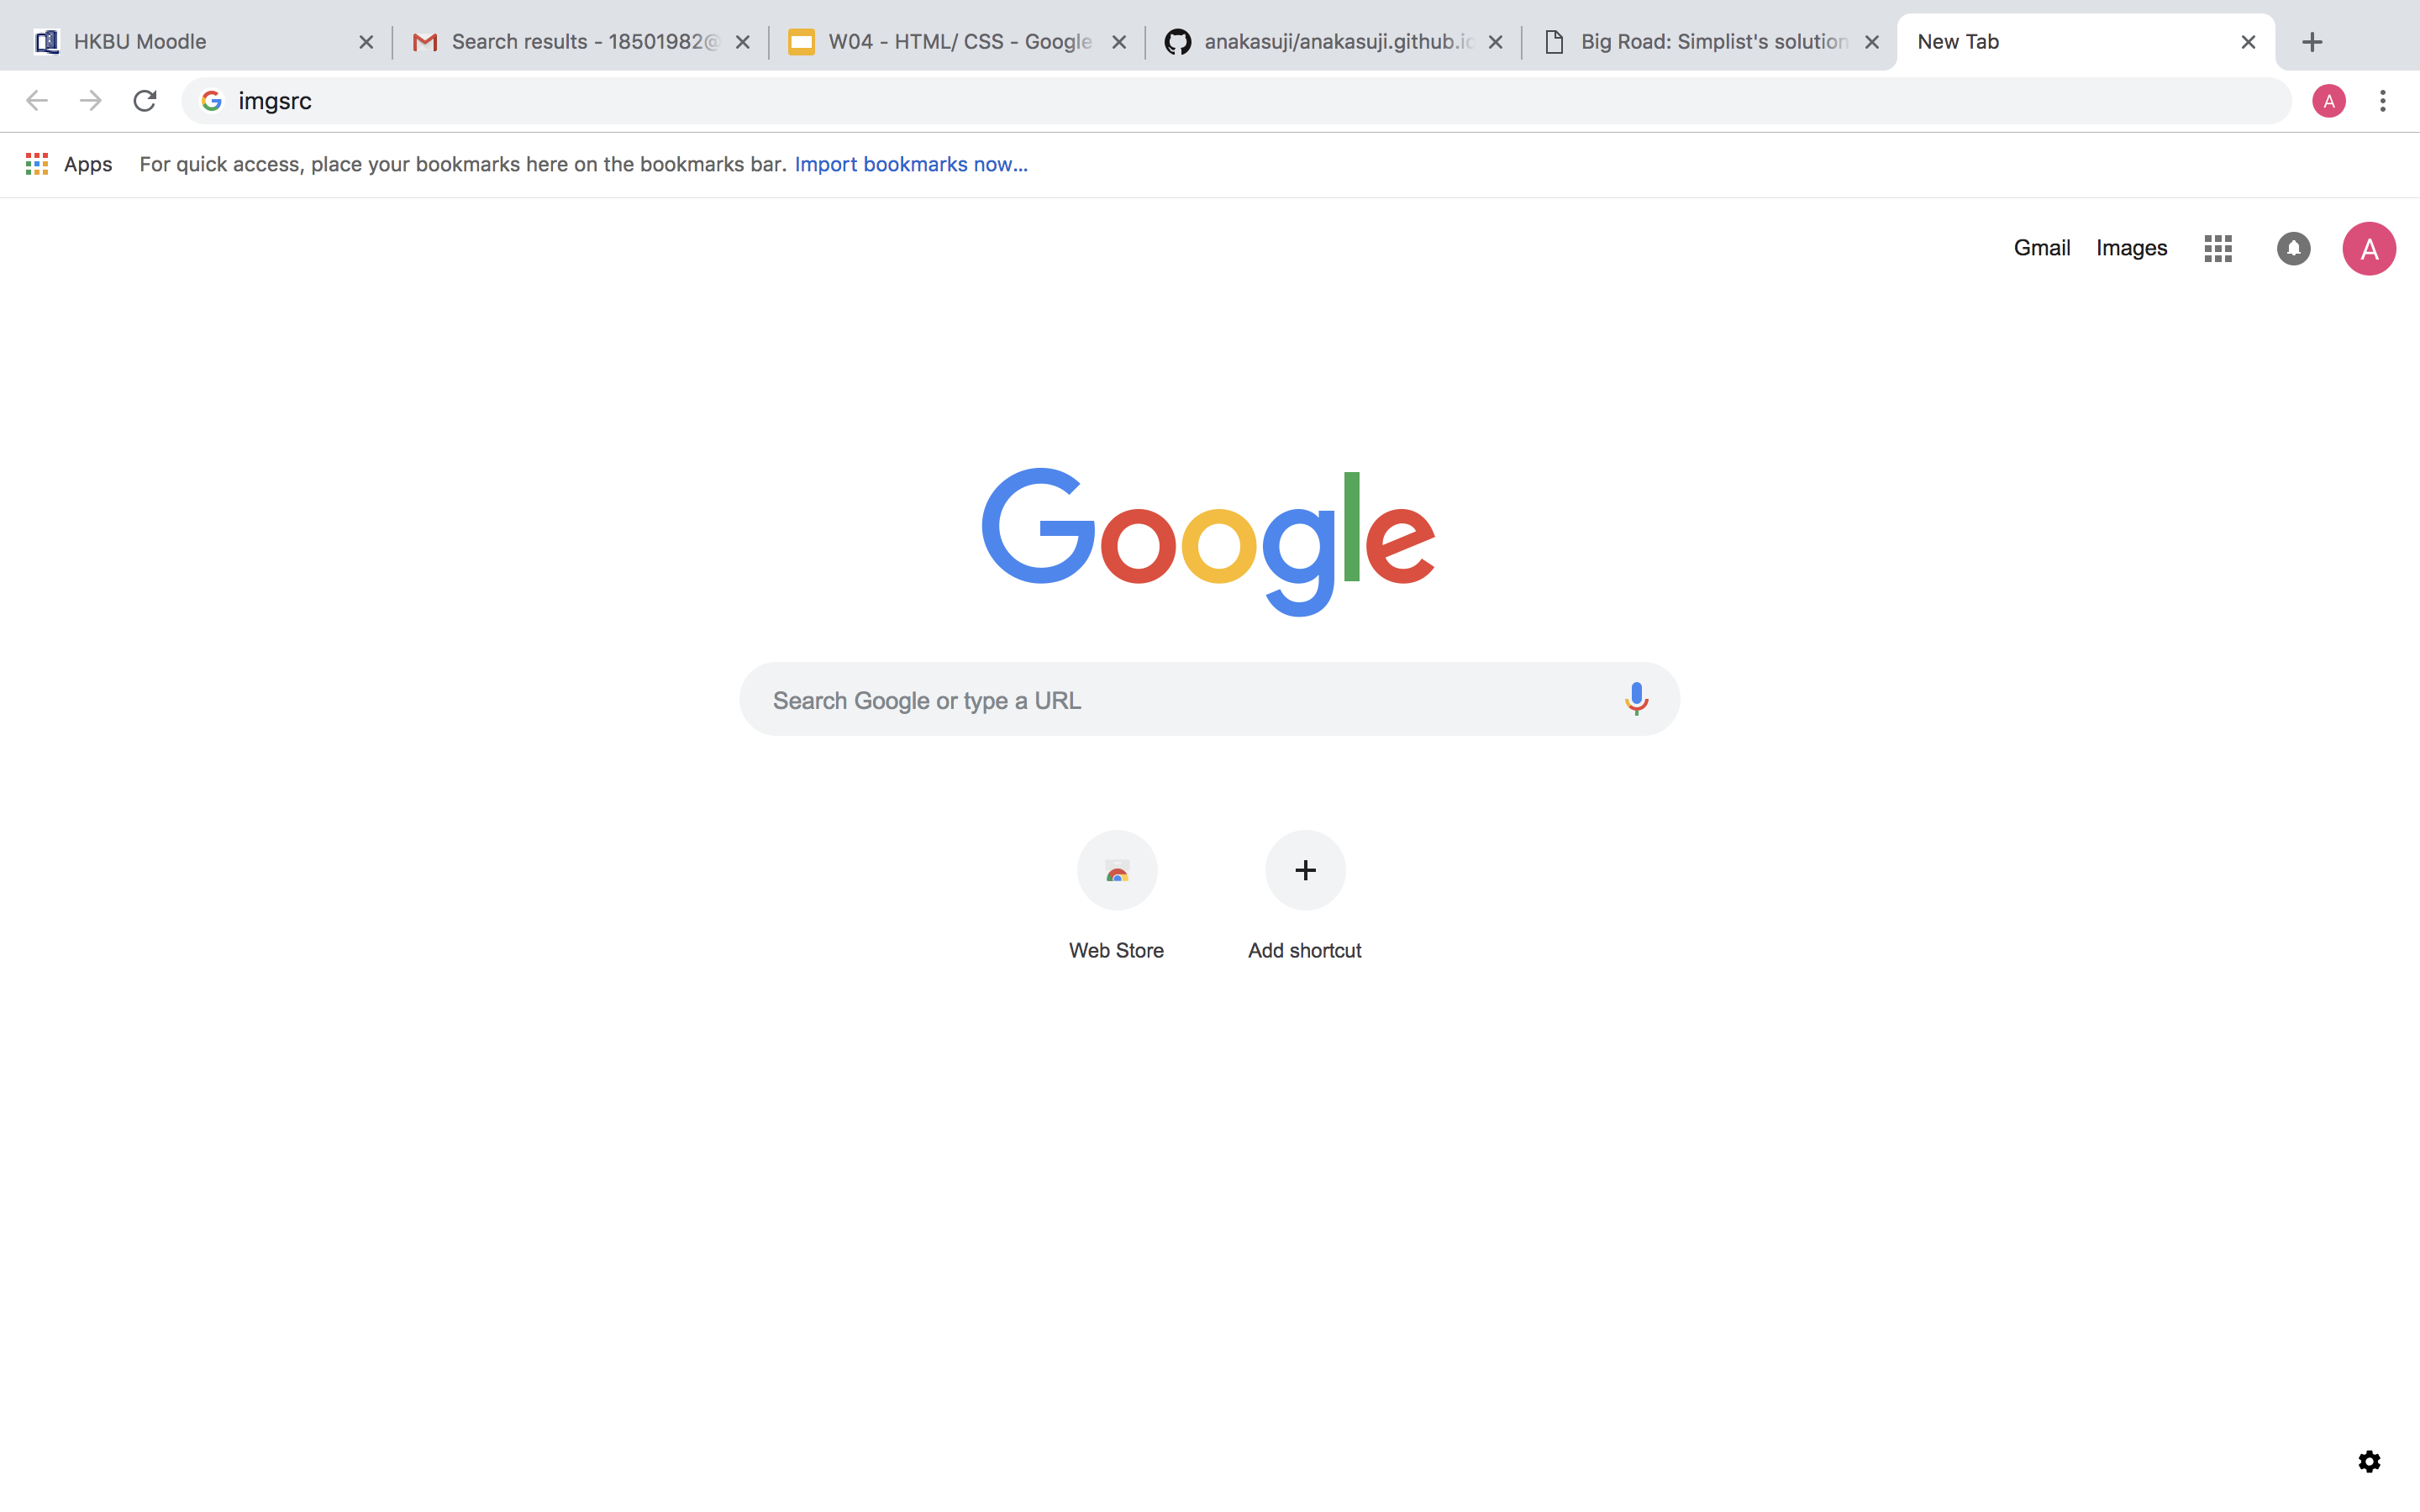 HKBU Moodle
Search results - 18501982@
W04 - HTML/ CSS - Google
anakasuji/anakasuji.github.io
Big Road: Simplist's solution
New Tab
imgsrc
A
Apps
For quick access, place your bookmarks here on the bookmarks bar. Import bookmarks now...
Gmail
Images
A
Google
Search Google or type a URL
Web Store
Add shortcut